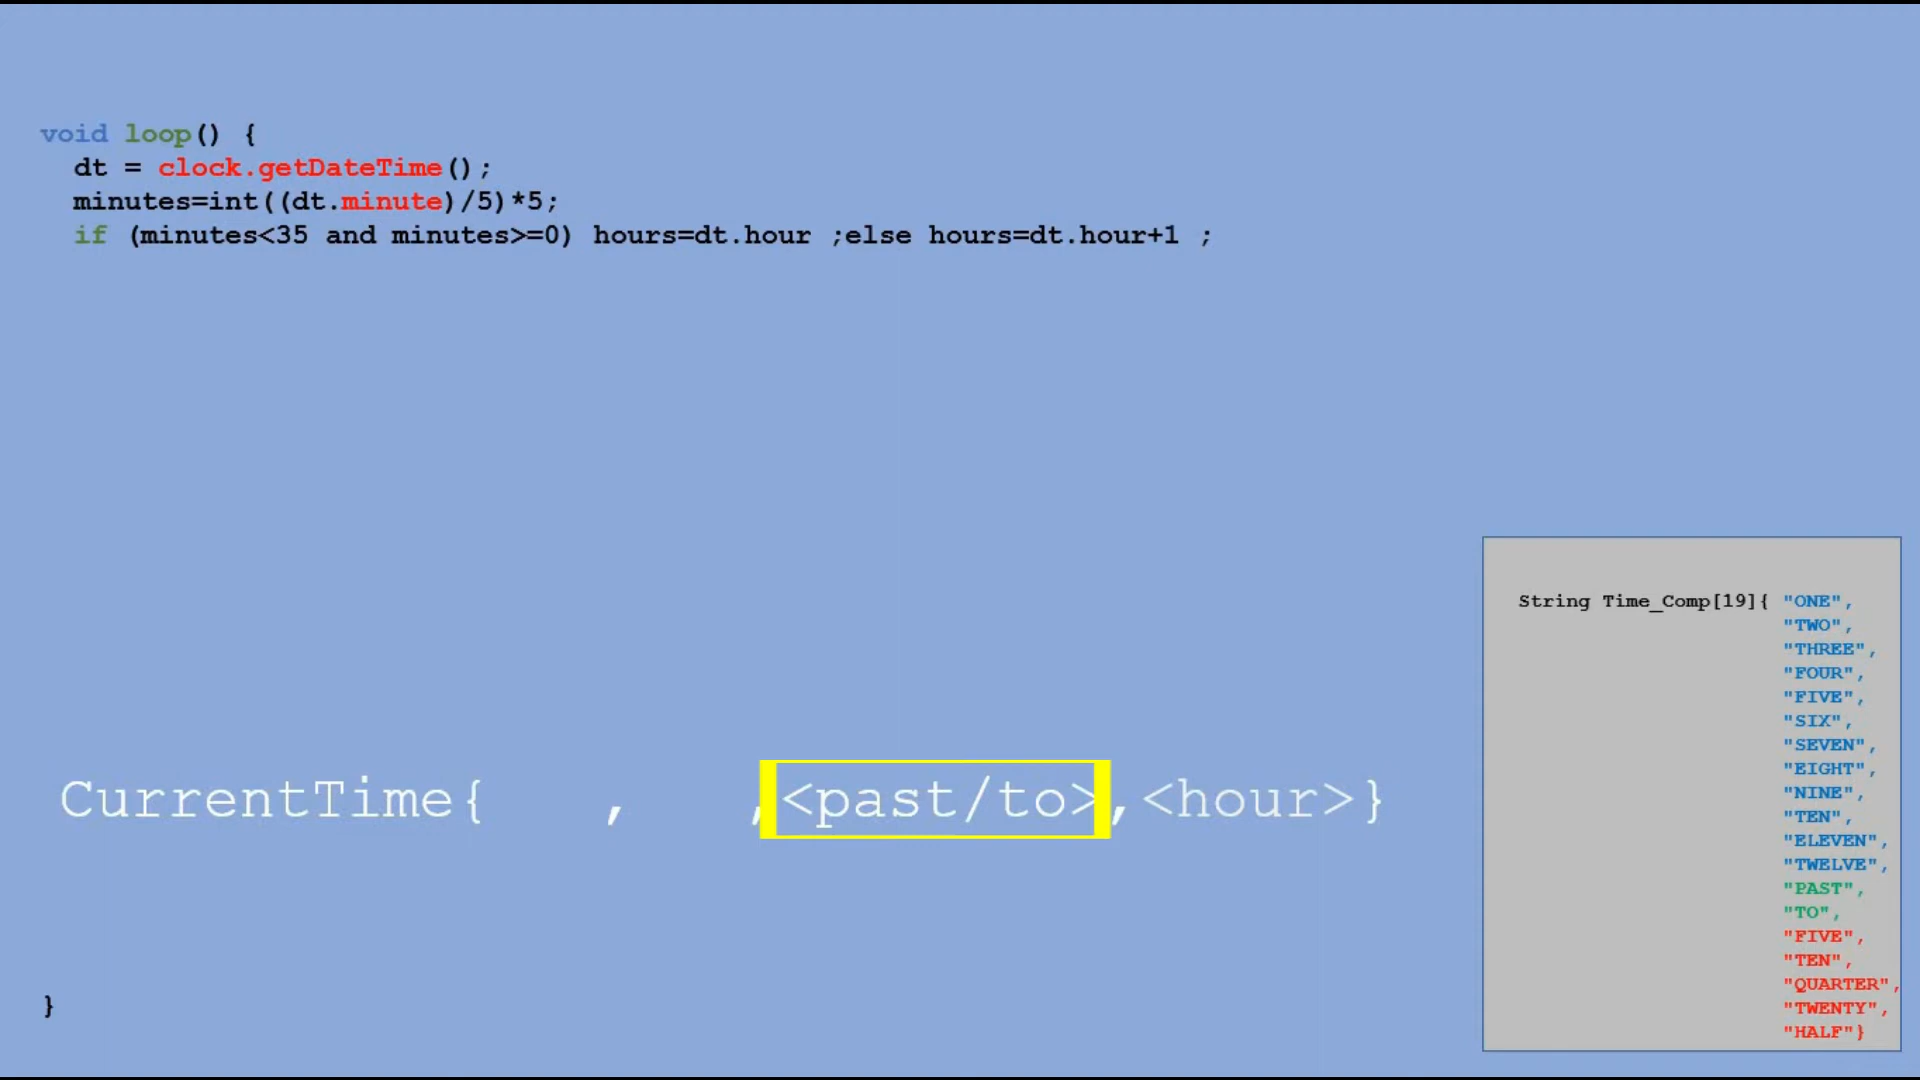 void loop() {
dt = clock.getDateTime();
minutes=int((dt.minute)/5)*5;
if (minutes<35 and minutes>=0) hours=dt.hour ;else hours=dt.hour+1 ;
CurrentTime{ , ,<past/to>,<hour>}
}
String Time_Comp[19]{ "ONE",
"TWO",
"THREE",
"FOUR",
"FIVE",
"SIX",
"SEVEN",
"EIGHT",
"NINE",
"TEN",
"ELEVEN",
"TWELVE",
"PAST",
"TO",
"FIVE",
"TEN",
"QUARTER",
"TWENTY",
"HALF"}